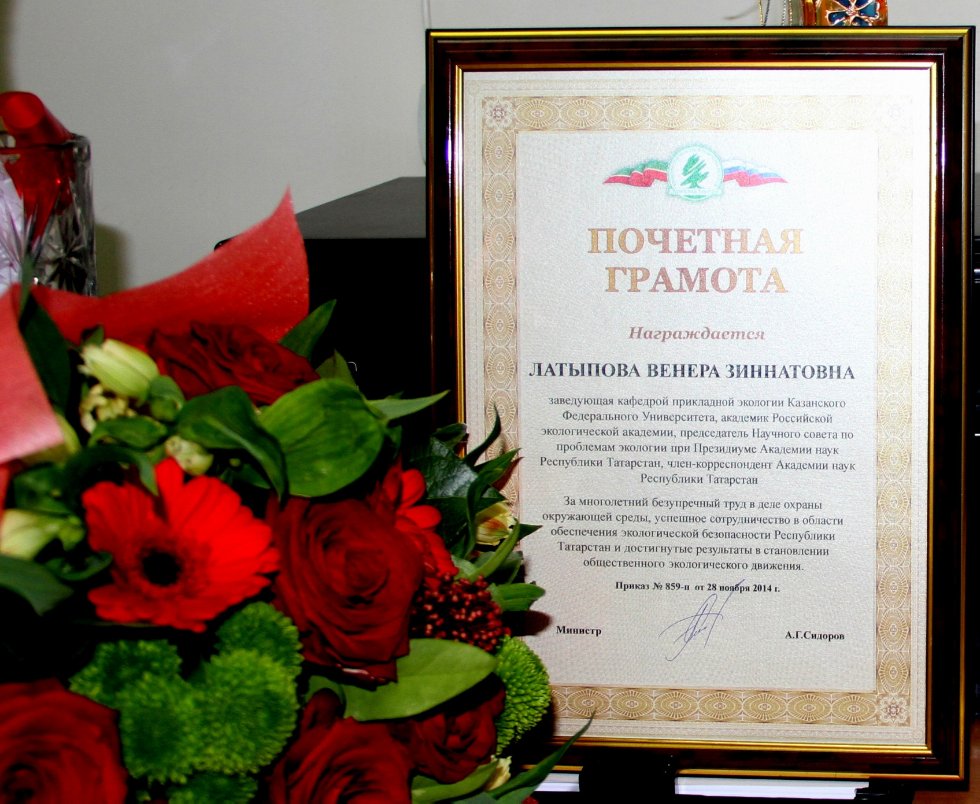 ПОЧЕТНАЯ
ГРАМОТА
Награждается
ЛАТЫПОВА ВЕНЕРА ЗИННАТОВНА
заведующая кафедрой прикладной экологии Казанского
Федерального Университета, академик Российской
экологической академии, председатель Научного совета по
проблемам экологии при Президиуме Академии наук
Республики Татарстан, член-корреспондент Академии наук
Республики Татарстан
За многолетний безупречный труд в деле охраны
окружающей среды, успешное сотрудничество в области
обеспечения экологической безопасности Республики
Татарстан и достигнутые результаты в становлении
общественного экологического движения.
Приказ № 859-п от 28 ноября 2014 г.
Министр А.Г.Сидоров